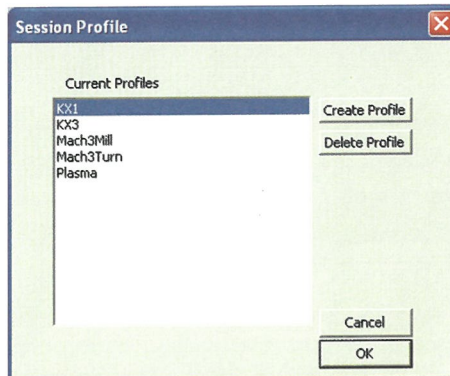 Session Profile
Current Profiles
KX1
KX3
Mach3Mill
Mach3Turn
Plasma
Create Profile
Delete Profile
Cancel
OK